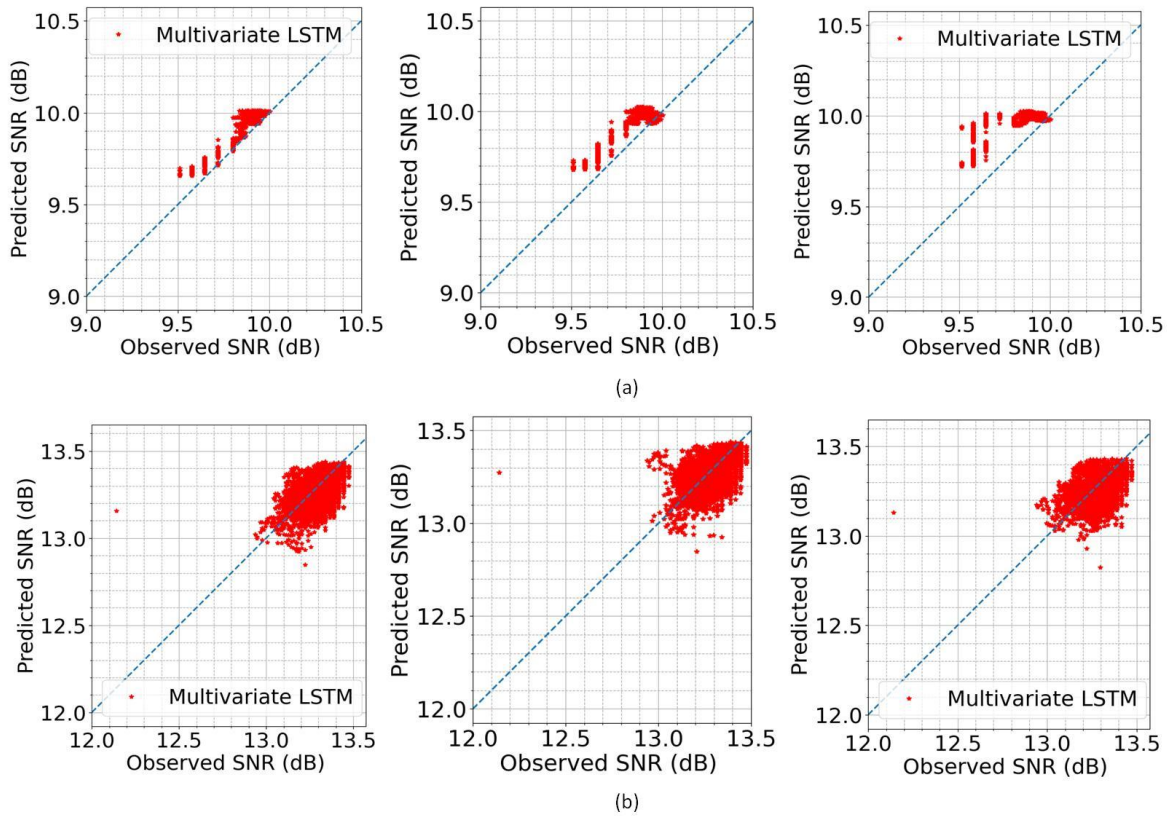 10.5
10.0
9.5
9.0
Predicted SNR (dB)
Multivariate LSTM
9.0 9.5 10.0 10.5
Observed SNR (dB)
10.5
10.0
9.5
9.0
Predicted SNR (dB)
9.0 9.5 10.0 10.5
Observed SNR (dB)
10.5
10.0
9.5
9.0
Predicted SNR (dB)
Multivariate LSTM
9.0 9.5 10.0 10.5
Observed SNR (dB)
(a)
13.5
13.0
12.5
12.0
Predicted SNR (dB)
Multivariate LSTM
12.0 12.5 13.0 13.5
Observed SNR (dB)
13.5
13.0
12.5
12.0
Predicted SNR (dB)
12.0 12.5 13.0 13.5
Observed SNR (dB)
13.5
13.0
12.5
12.0
Predicted SNR (dB)
Multivariate LSTM
12.0 12.5 13.0 13.5
Observed SNR (dB)
(b)